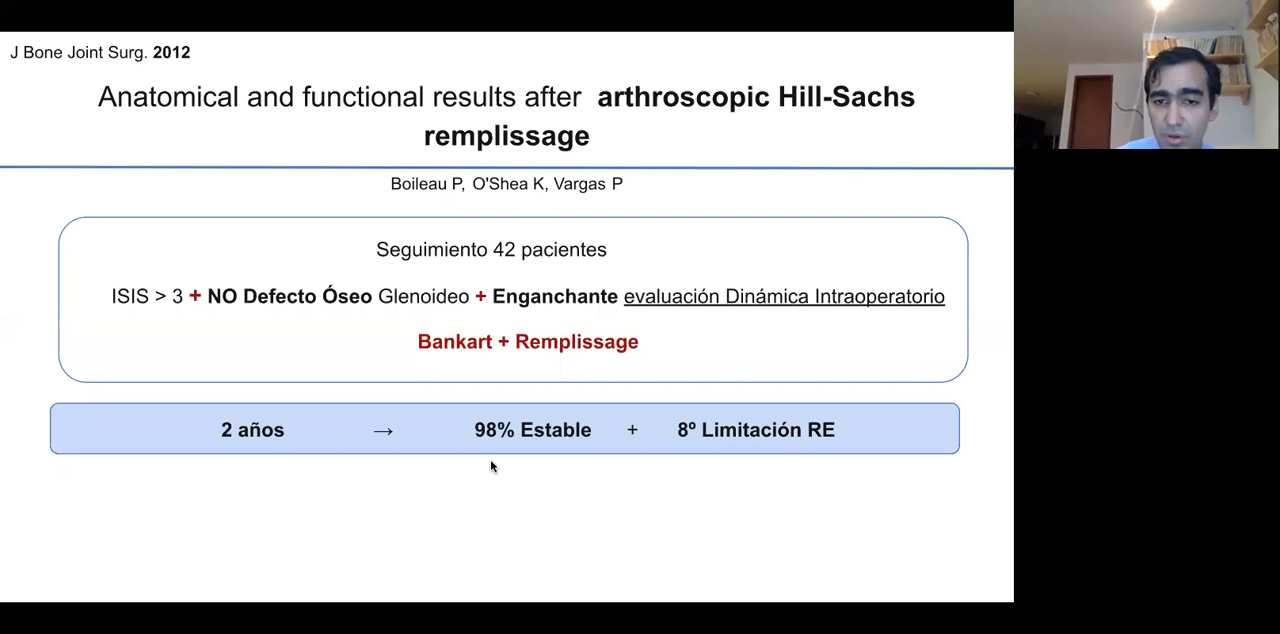 J Bone Joint Surg. 2012
Anatomical and functional results after arthroscopic Hill-Sachs
remplissage
Boileau P, O'Shea K, Vargas P
Seguimiento 42 pacientes
ISIS > 3 + NO Defecto Óseo Glenoideo + Enganchante evaluación Dinámica Intraoperatorio
Bankart + Remplissage
2 años → 98% Estable + 8º Limitación RE